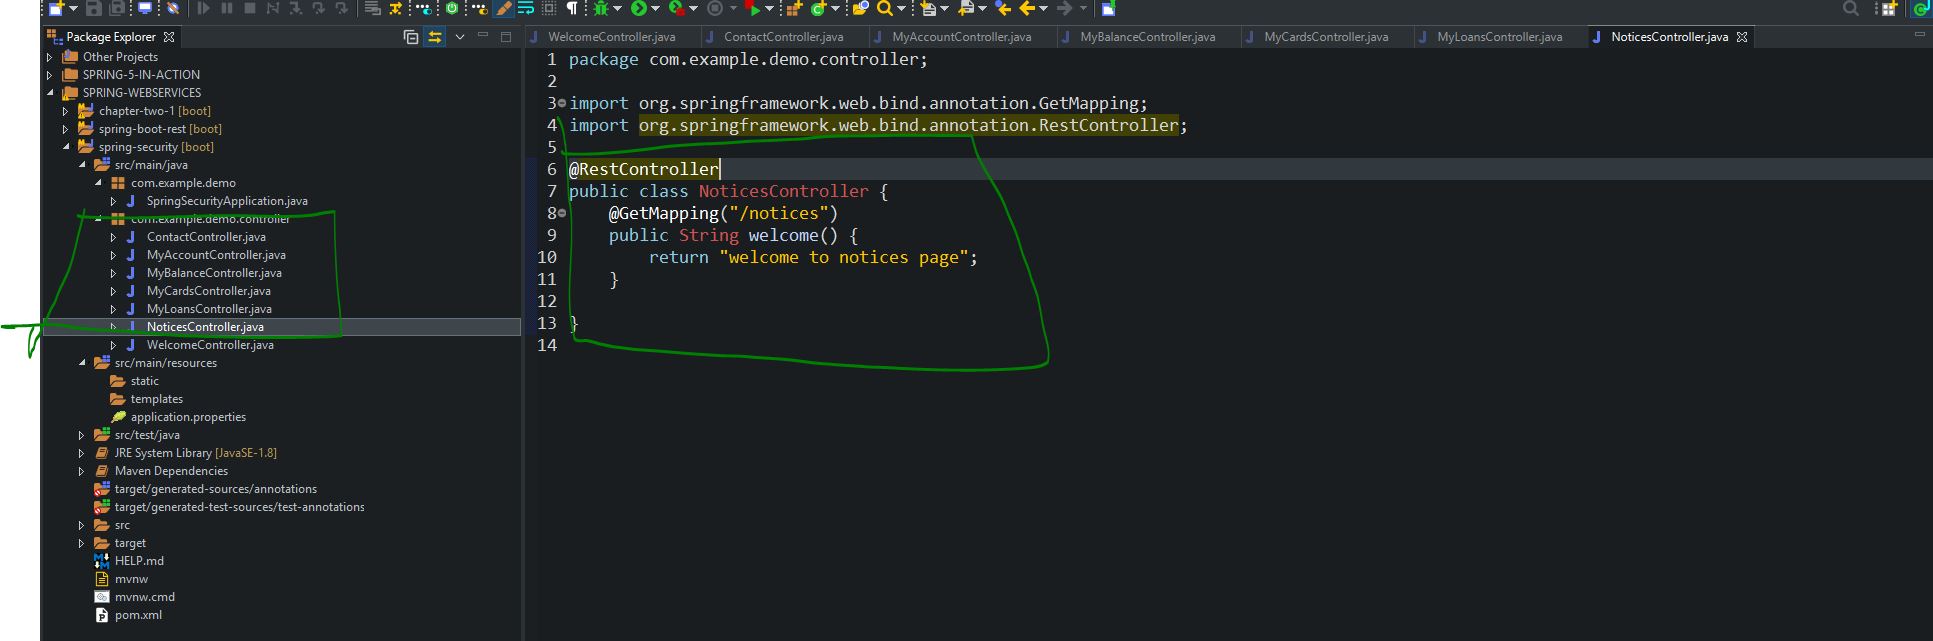 Package Explorer
WelcomeController.java
ContactController.java
MyAccountController.java
MyBalanceController.java
MyCardsController.java
MyLoansController.java
NoticesController.java
Other Projects
SPRING-5-IN-ACTION
SPRING-WEBSERVICES
chapter-two-1 [boot]
spring-boot-rest [boot]
spring-security [boot]
src/main/java
com.example.demo
SpringSecurityApplication.java
com.example.demo.controller
ContactController.java
MyAccountController.java
MyBalanceController.java
MyCardsController.java
MyLoansController.java
NoticesController.java
WelcomeController.java
src/main/resources
static
templates
application.properties
src/test/java
JRE System Library [JavaSE-1.8]
Maven Dependencies
target/generated-sources/annotations
target/generated-test-sources/test-annotations
src
target
HELP.md
mvnw
mvnw.cmd
pom.xml
1 package com.example.demo.controller;
2
3 import org.springframework.web.bind.annotation.GetMapping;
4 import org.springframework.web.bind.annotation.RestController;
5
6 @RestController
7 public class NoticesController {
8 @GetMapping("/notices")
9 public String welcome() {
10 return "welcome to notices page";
11 }
12
13 }
14